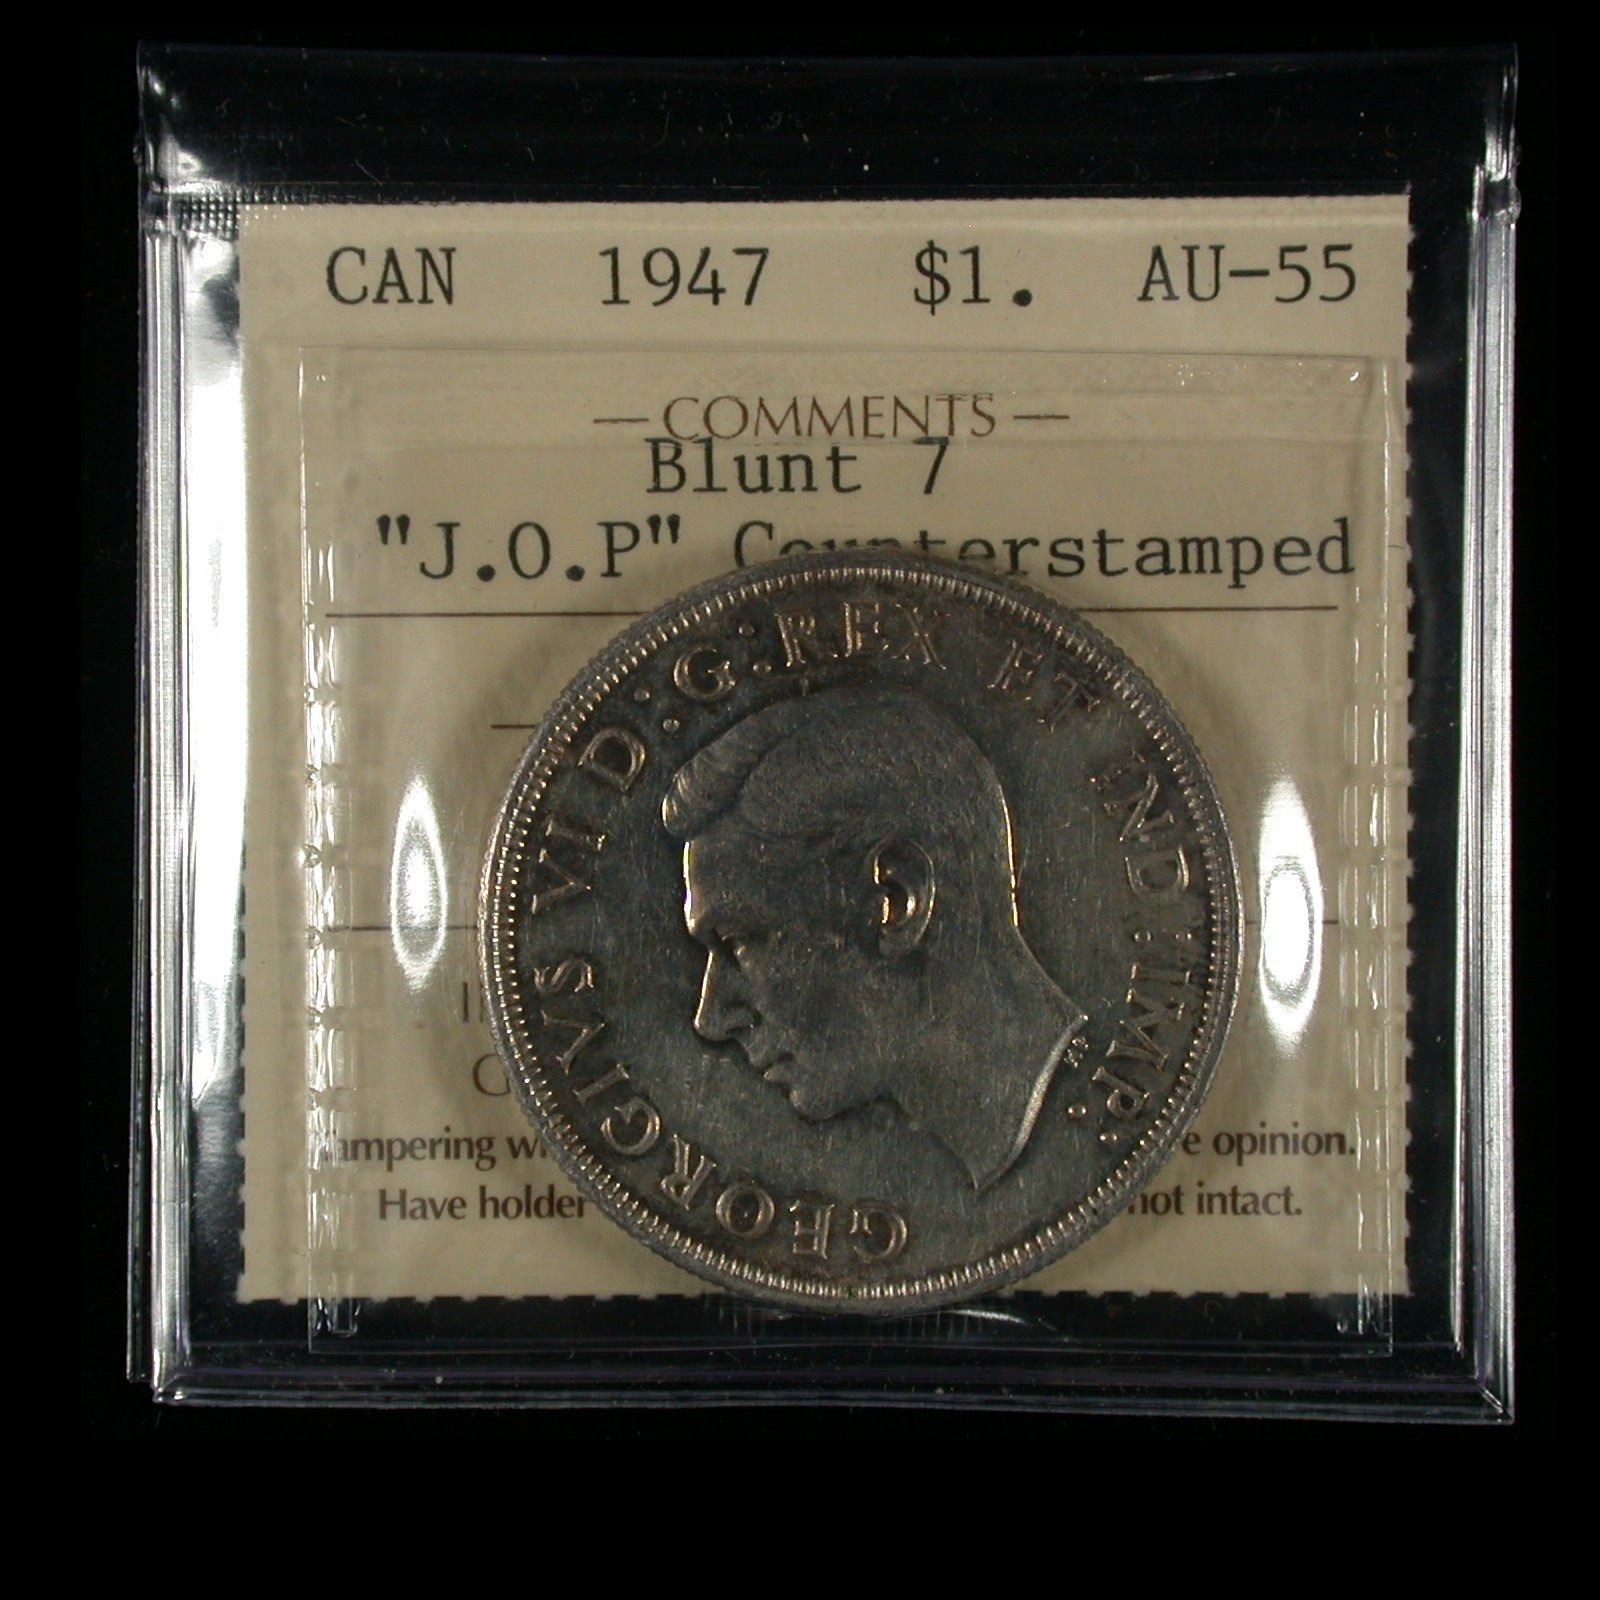 CAN 1947 $1. AU-55
— COMMENTS —
Blunt 7
"J.O.P" Counterstamped
GEORGIVS VI D:G:REX ET IND:IMP:
opinion.
Have holder not intact.